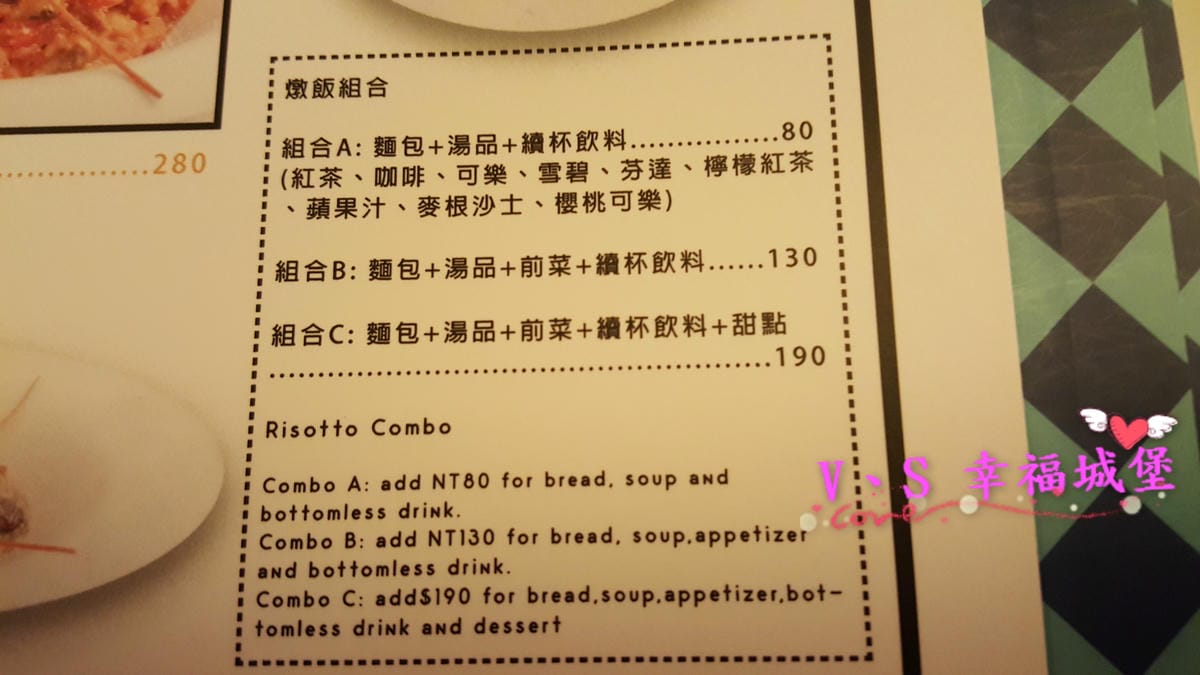 燉飯組合
組合A: 麵包+湯品+續杯飲料................80
(紅茶、咖啡、可樂、雪碧、芬達、檸檬紅茶
、蘋果汁、麥根沙士、櫻桃可樂)
...............280
組合B: 麵包+湯品+前菜+續杯飲料......130
組合C: 麵包+湯品+前菜+續杯飲料+甜點
...................................................190
Risotto Combo
Combo A: add NT80 for bread, soup and
bottomless drink.
Combo B: add NT130 for bread, soup,appetizer
and bottomless drink.
Combo C: add$190 for bread,soup,appetizer,bot-
tomless drink and dessert
V、S 幸福城堡
Love